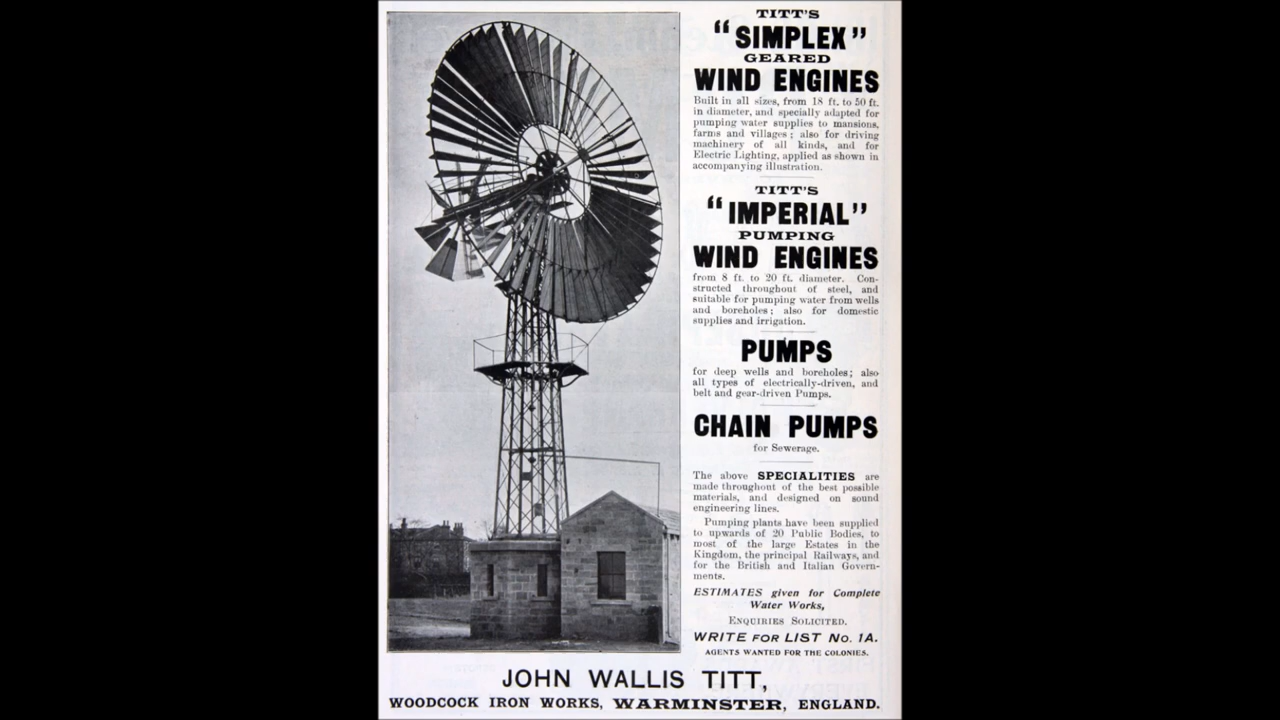 TITT'S
"SIMPLEX"
GEARED
WIND ENGINES
Built in all sizes, from 18 ft. to 50 ft.
in diameter, and specially adapted for
pumping water supplies to mansions,
farms and villages; also for driving
machinery of all kinds, and for
Electric Lighting, applied as shown in
accompanying illustration.
TITT'S
"IMPERIAL"
PUMPING
WIND ENGINES
from 8 ft. to 20 ft. diameter. Con-
structed throughout of steel, and
suitable for pumping water from wells
and boreholes; also for domestic
supplies and irrigation.
PUMPS
for deep wells and boreholes; also
all types of electrically-driven, and
belt and gear-driven Pumps.
CHAIN PUMPS
for Sewerage.
The above SPECIALITIES are
made throughont of the best possible
materials, and designed on sound
engineering lines.
Pumping plants have been supplied
to upwards of 20 Public Bodies, to
most of the large Estates in the
Kingdom, the principal Railways, and
for the British and Italian Govern-
ments.
ESTIMATES given for Complete
Water Works,
ENQUIRIES SOLICITED.
WRITE FOR LIST No. 1A.
AGENTS WANTED FOR THE COLONIES.
JOHN WALLIS TITT,
WOODCOCK IRON WORKS, WARMINSTER, ENGLAND.